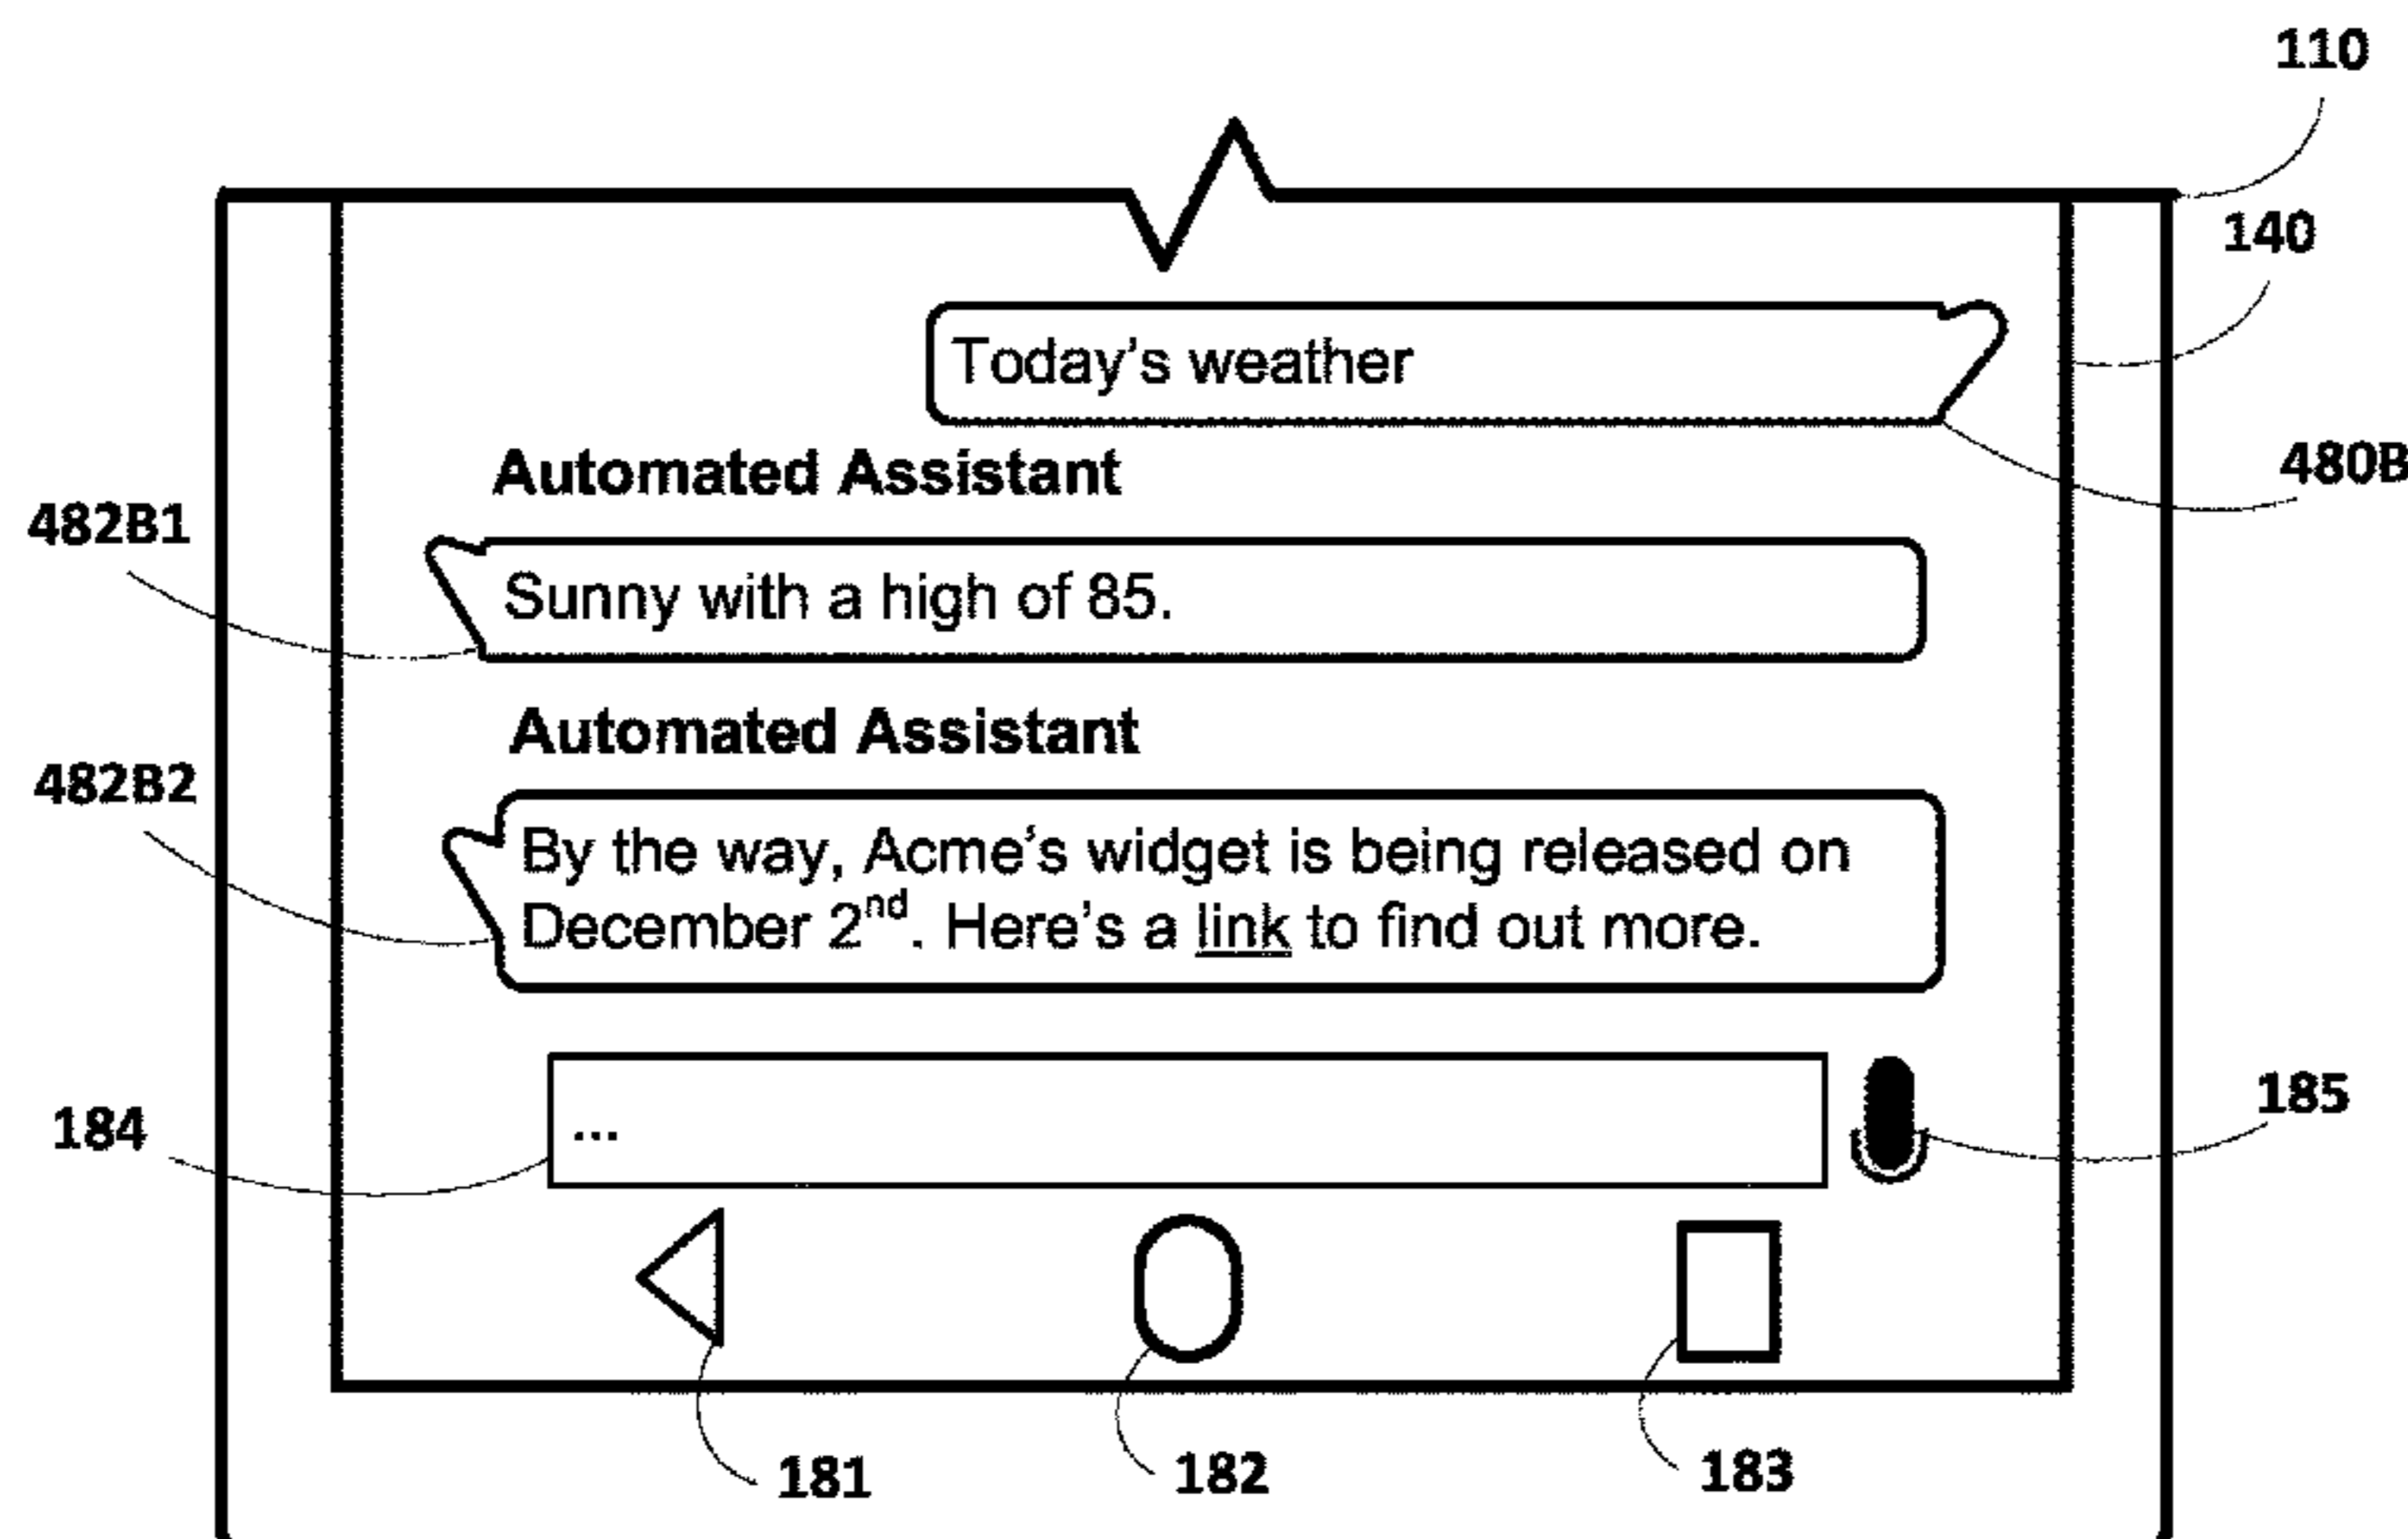 110
140
Today's weather
480B
Automated Assistant
482B1
Sunny with a high of 85.
Automated Assistant
482B2
By the way, Acme's widget is being released on
December 2nd. Here's a link to find out more.
184
...
185
181
182
183